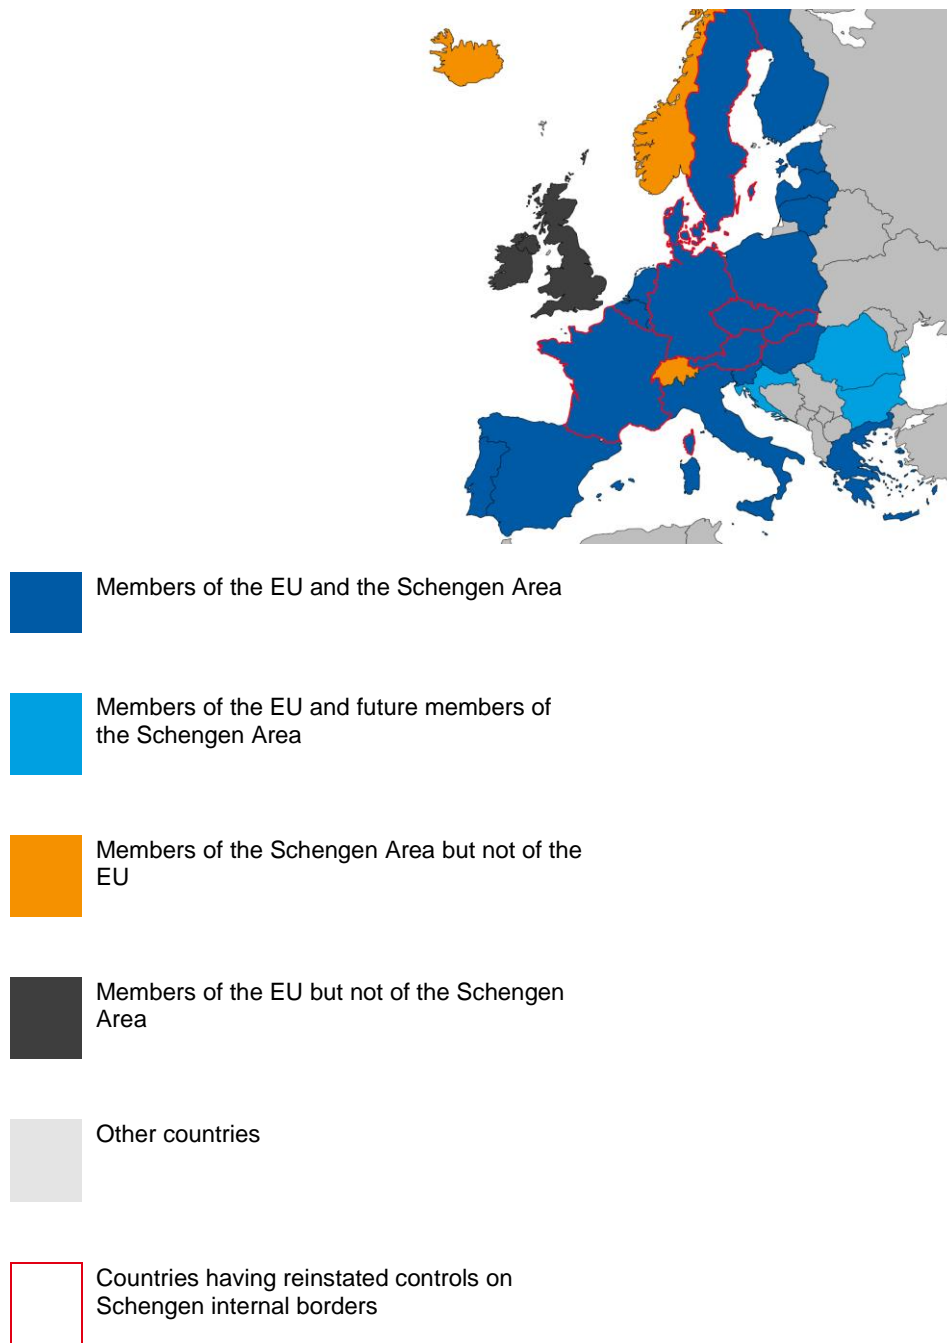 Members of the EU and the Schengen Area
Members of the EU and future members of
the Schengen Area
Members of the Schengen Area but not of the
EU
Members of the EU but not of the Schengen
Area
Other countries
Countries having reinstated controls on
Schengen internal borders